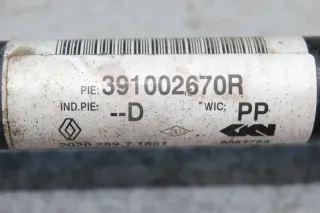 PIE: 391002670R
IND.PIE: --D "WIC: PP
GKN